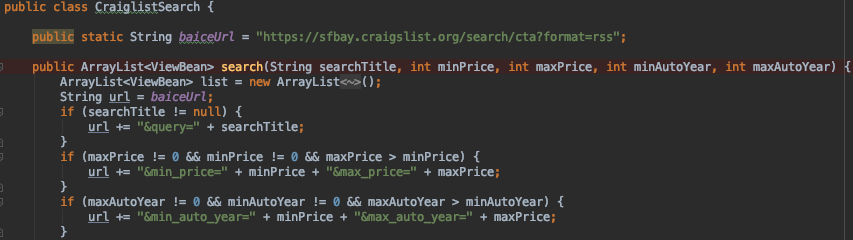 public class CraiglistSearch {
public static String baiceUrl = "https://sfbay.craigslist.org/search/cta?format=rss";
public ArrayList<ViewBean> search(String searchTitle, int minPrice, int maxPrice, int minAutoYear, int maxAutoYear) {
ArrayList<ViewBean> list = new ArrayList<~>();
String url = baiceUrl;
if (searchTitle != null) {
url += "&query=" + searchTitle;
}
if (maxPrice != 0 && minPrice != 0 && maxPrice > minPrice) {
url += "&min_price=" + minPrice + "&max_price=" + maxPrice;
}
if (maxAutoYear != 0 && minAutoYear != 0 && maxAutoYear > minAutoYear) {
url += "&min_auto_year=" + minPrice + "&max_auto_year=" + maxPrice;
}